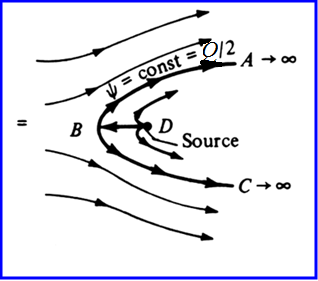 ψ = const = Q/2
A → ∞
=
B
D
Source
C → ∞